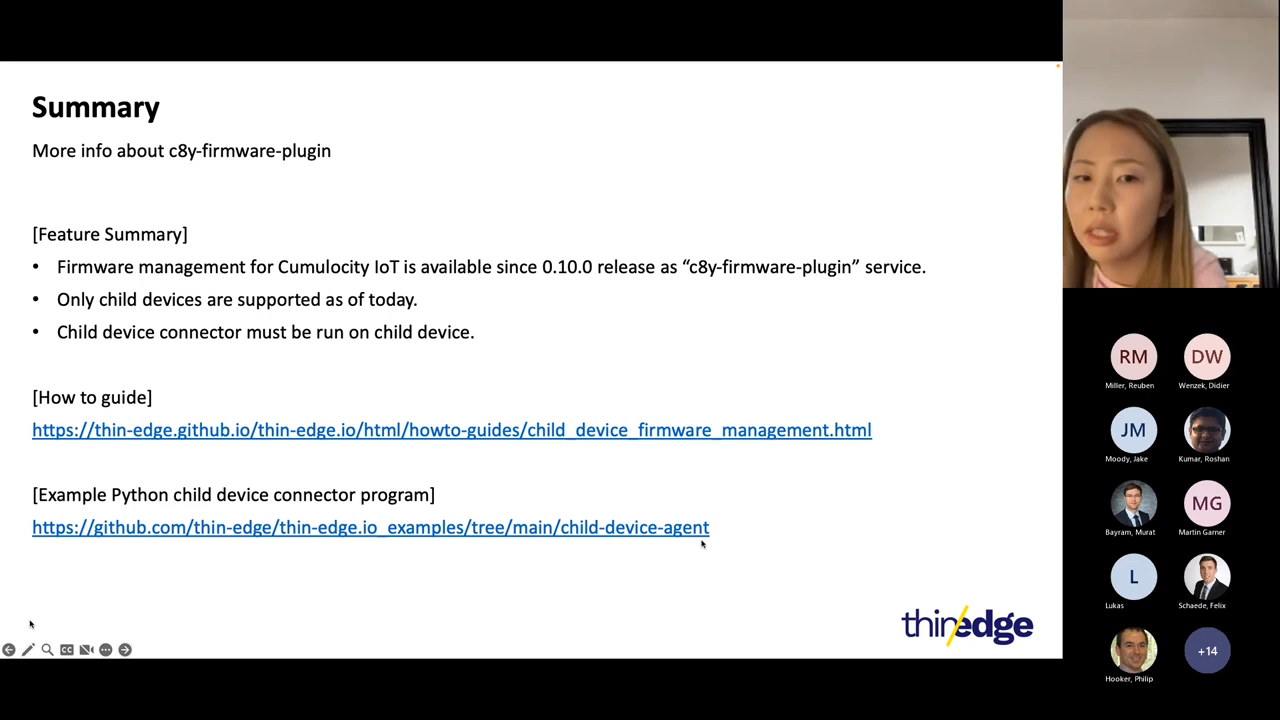 Summary
More info about c8y-firmware-plugin
[Feature Summary]
• Firmware management for Cumulocity IoT is available since 0.10.0 release as “c8y-firmware-plugin” service.
• Only child devices are supported as of today.
• Child device connector must be run on child device.
[How to guide]
https://thin-edge.github.io/thin-edge.io/html/howto-guides/child_device_firmware_management.html
[Example Python child device connector program]
https://github.com/thin-edge/thin-edge.io_examples/tree/main/child-device-agent
thin/edge
CC
RM
Miller, Reuben
DW
Wenzek, Didier
JM
Moody, Jake
Kumar, Roshan
Bayram, Murat
MG
Martin Garner
L
Lukas
Schaede, Felix
Hooker, Philip
+14